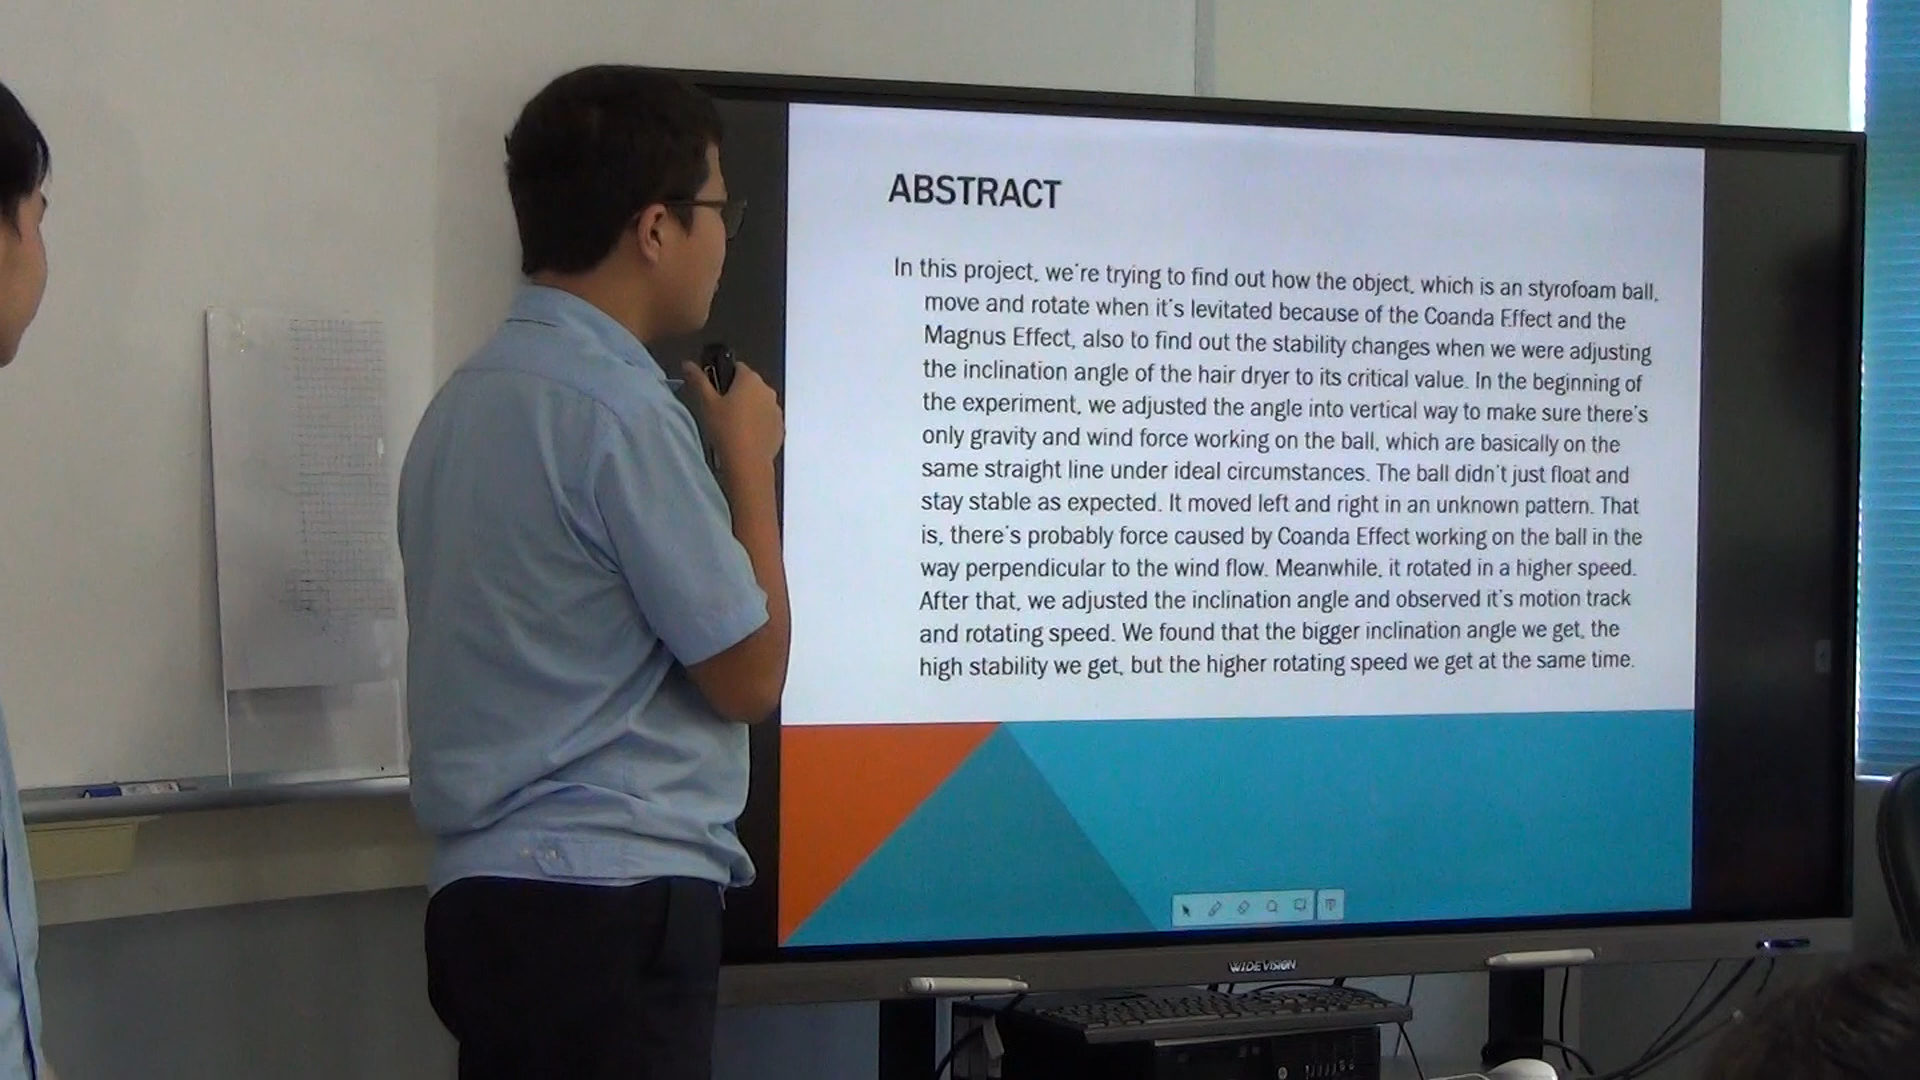 ABSTRACT
In this project, we're trying to find out how the object, which is an styrofoam ball,
move and rotate when it's levitated because of the Coanda Effect and the
Magnus Effect, also to find out the stability changes when we were adjusting
the inclination angle of the hair dryer to its critical value. In the beginning of
the experiment, we adjusted the angle into vertical way to make sure there's
only gravity and wind force working on the ball, which are basically on the
same straight line under ideal circumstances. The ball didn't just float and
stay stable as expected. It moved left and right in an unknown pattern. That
is, there's probably force caused by Coanda Effect working on the ball in the
way perpendicular to the wind flow. Meanwhile, it rotated in a higher speed.
After that, we adjusted the inclination angle and observed it's motion track
and rotating speed. We found that the bigger inclination angle we get, the
high stability we get, but the higher rotating speed we get at the same time.
WIDEVISION